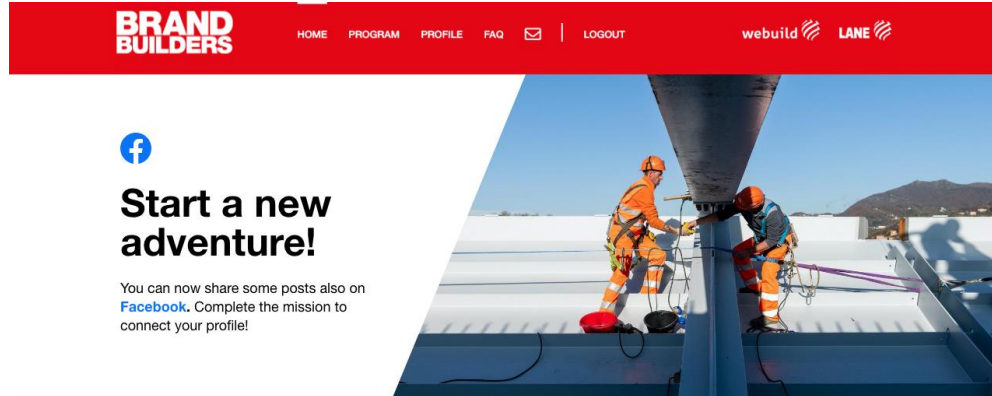 BRAND
BUILDERS
HOME PROGRAM PROFILE FAQ LOGOUT
webuild LANE
Start a new
adventure!
You can now share some posts also on
Facebook. Complete the mission to
connect your profile!